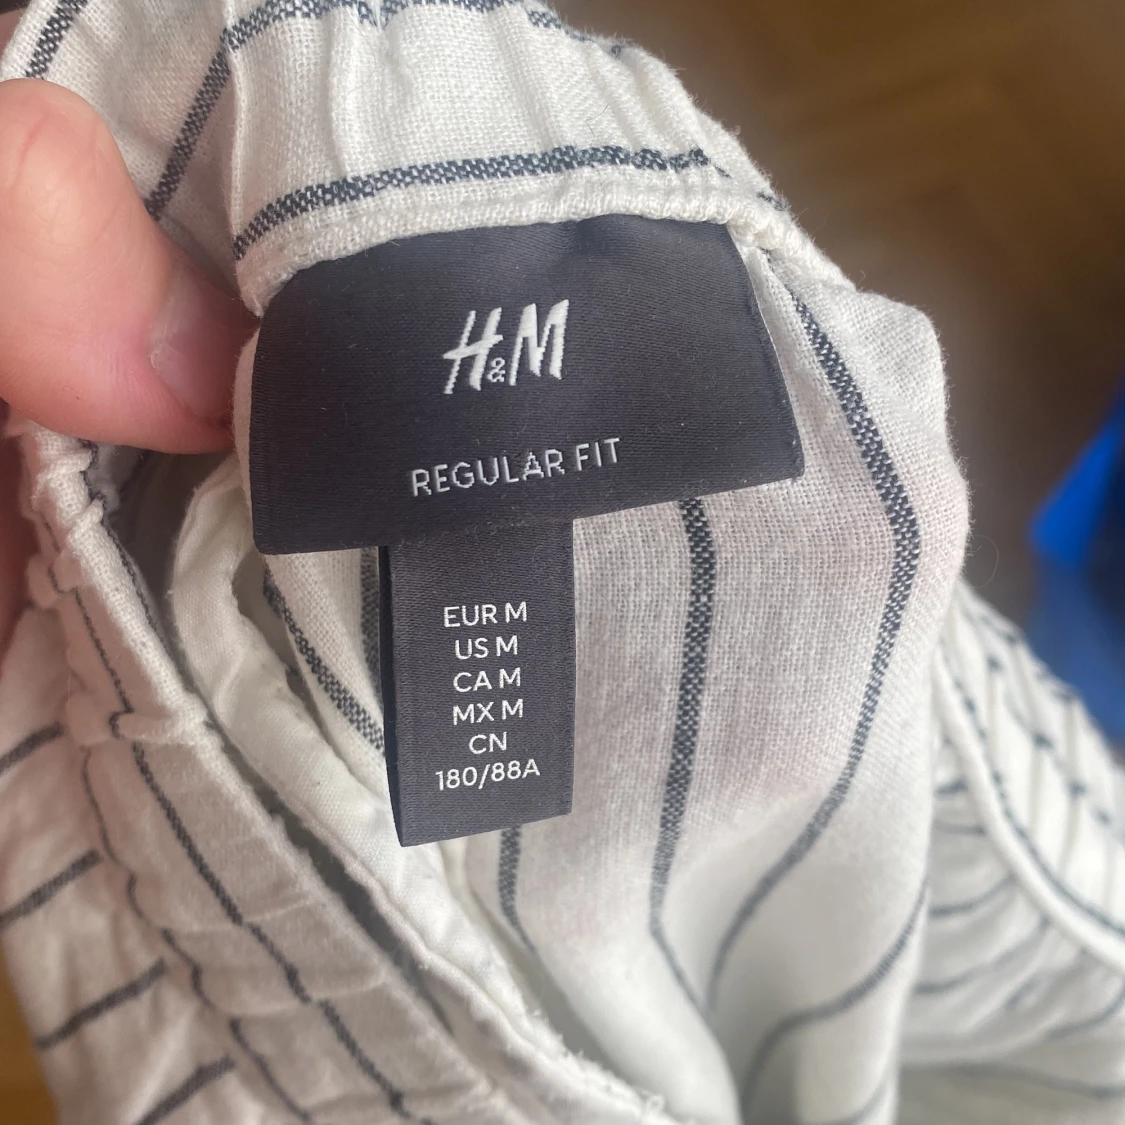 H&M
REGULAR FIT
EUR M
US M
CA M
MX M
CN
180/88A